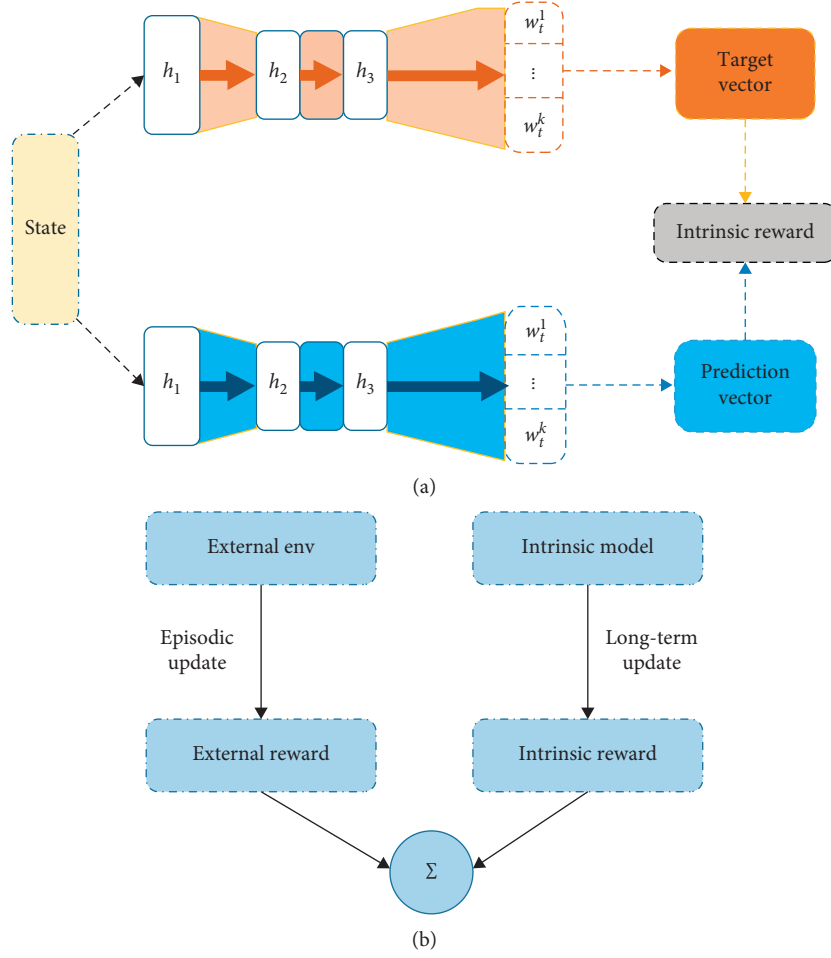 State
h₁
h₂
h₃
w_t^1
⋮
w_t^k
Target
vector
Intrinsic reward
h₁
h₂
h₃
w_t^1
⋮
w_t^k
Prediction
vector
(a)
External env
Intrinsic model
Episodic
update
Long-term
update
External reward
Intrinsic reward
Σ
(b)